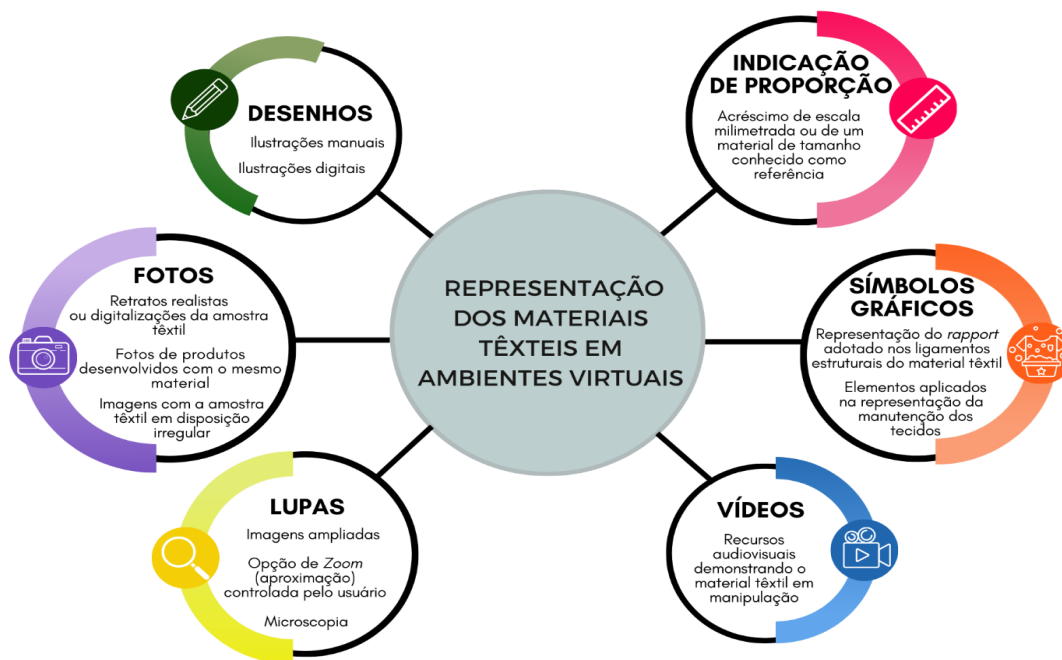 DESENHOS
Ilustrações manuais
Ilustrações digitais
INDICAÇÃO
DE PROPORÇÃO
Acréscimo de escala
milimetrada ou de um
material de tamanho
conhecido como
referência
FOTOS
Retratos realistas
ou digitalizações da amostra
têxtil
Fotos de produtos
desenvolvidos com o mesmo
material
Imagens com a amostra
têxtil em disposição
irregular
REPRESENTAÇÃO
DOS MATERIAIS
TÊXTEIS EM
AMBIENTES VIRTUAIS
SÍMBOLOS
GRÁFICOS
Representação do rapport
adotado nos ligamentos
estruturais do material têxtil
Elementos aplicados
na representação da
manutenção dos
tecidos
LUPAS
Imagens ampliadas
Opção de Zoom
(aproximação)
controlada pelo usuário
Microscopia
VÍDEOS
Recursos
audiovisuais
demonstrando o
material têxtil em
manipulação